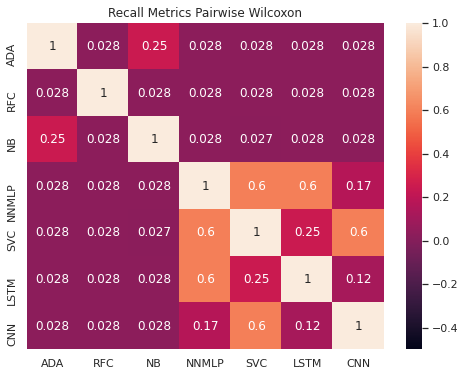 Recall Metrics Pairwise Wilcoxon
ADA 1 0.028 0.25 0.028 0.028 0.028 0.028
RFC 0.028 1 0.028 0.028 0.028 0.028 0.028
NB 0.25 0.028 1 0.028 0.027 0.028 0.028
NNMLP 0.028 0.028 0.028 1 0.6 0.6 0.17
SVC 0.028 0.028 0.027 0.6 1 0.25 0.6
LSTM 0.028 0.028 0.028 0.6 0.25 1 0.12
CNN 0.028 0.028 0.028 0.17 0.6 0.12 1
ADA RFC NB NNMLP SVC LSTM CNN
1.0
0.8
0.6
0.4
0.2
0.0
−0.2
−0.4